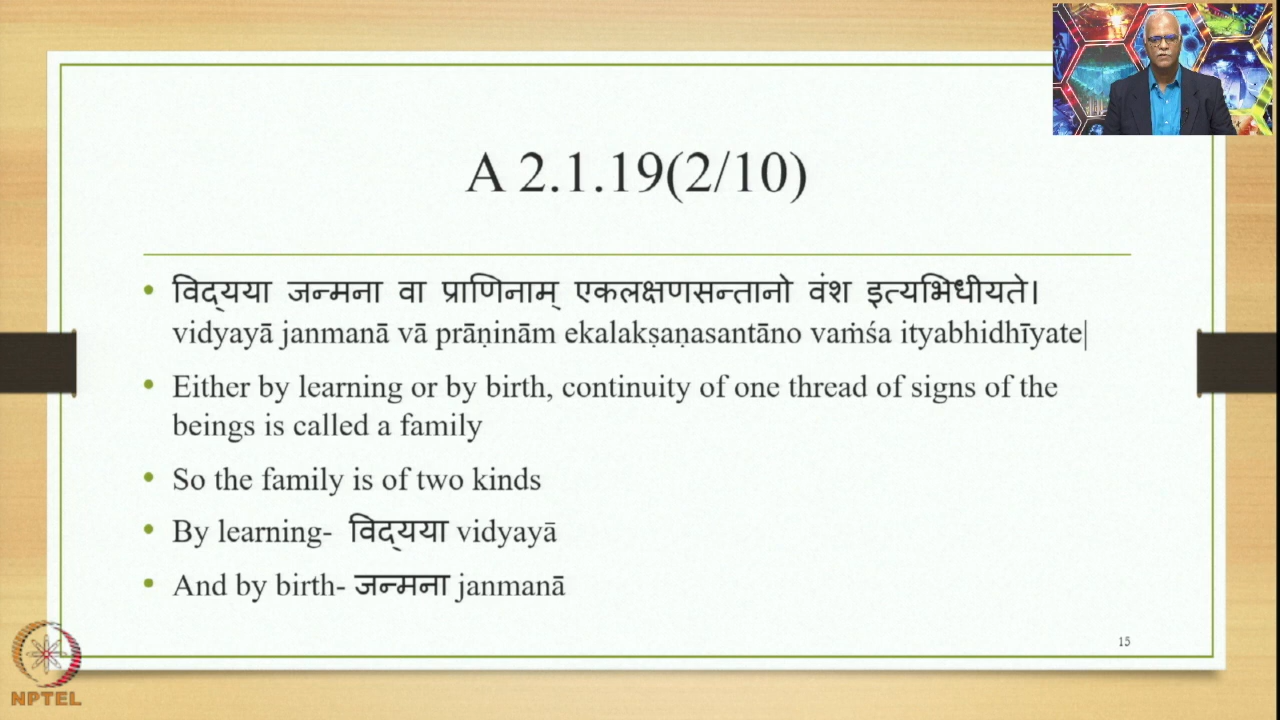 A 2.1.19(2/10)
विद्यया जन्मना वा प्राणिनाम् एकलक्षणसन्तानो वंश इत्यभिधीयते।
vidyayā janmanā vā prāṇinām ekalakṣaṇasantāno vaṁśa ityabhidhīyate|
Either by learning or by birth, continuity of one thread of signs of the
beings is called a family
So the family is of two kinds
By learning- विद्यया vidyayā
And by birth- जन्मना janmanā
15
NPTEL